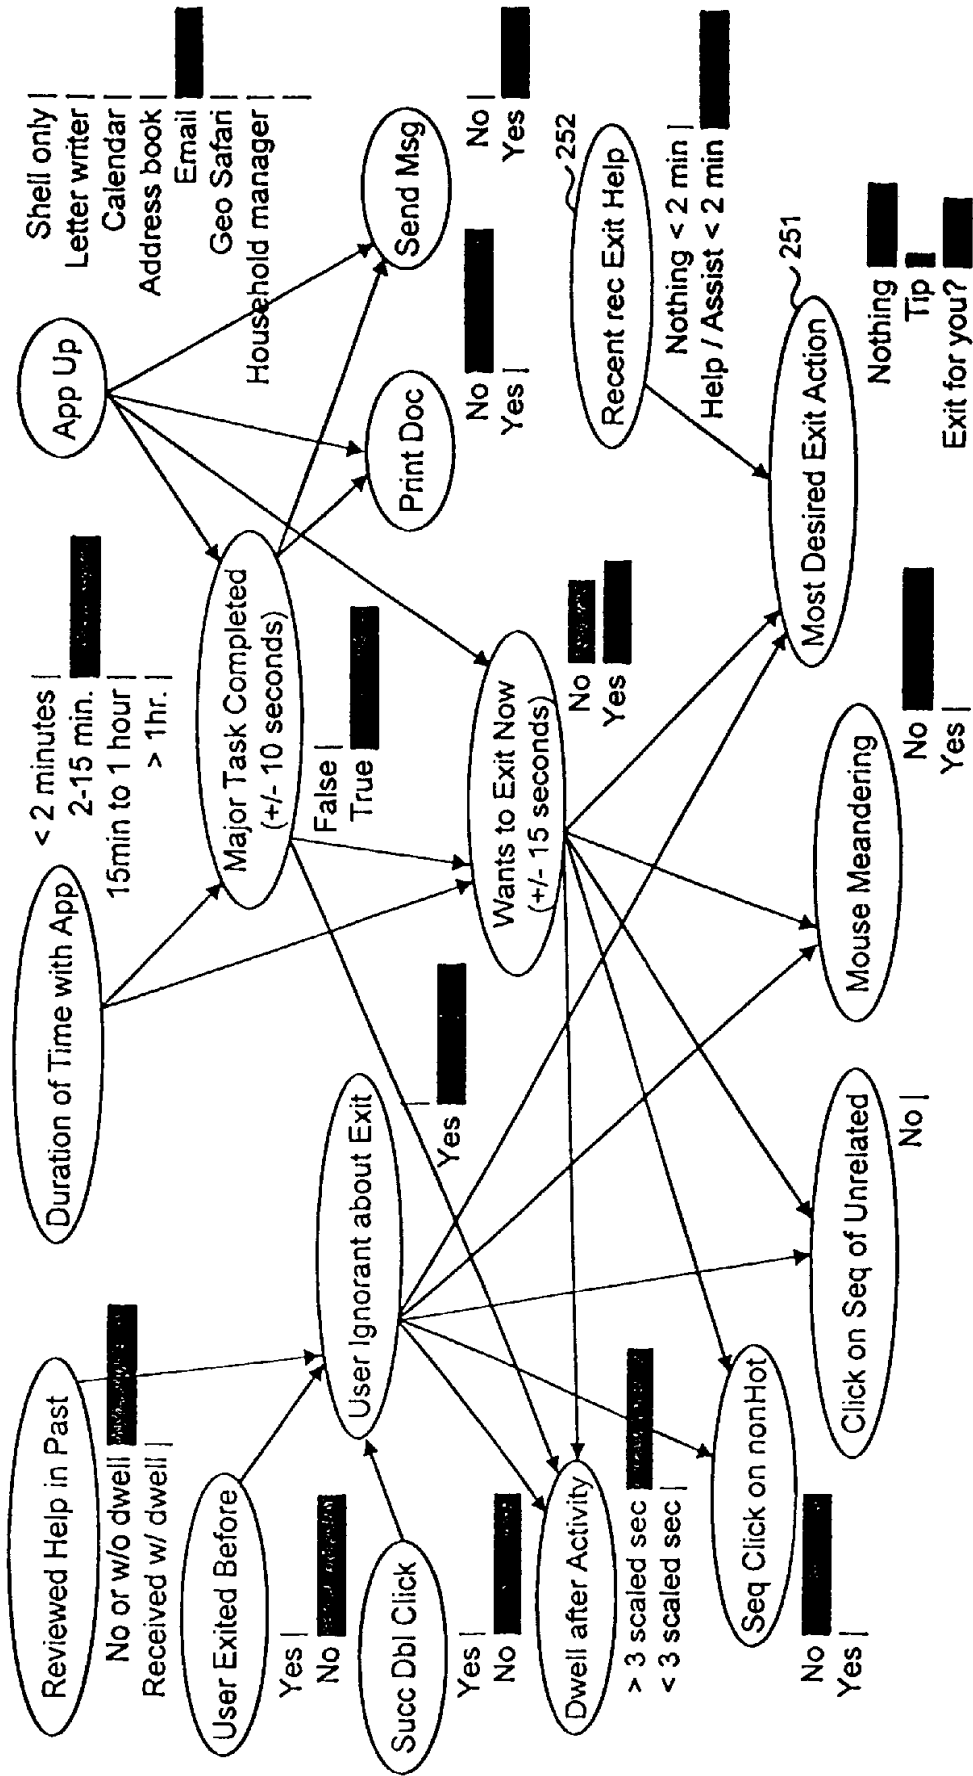 Reviewed Help in Past
No or w/o dwell
Received w/ dwell
User Exited Before
Yes
No
Succ Dbl Click
Yes
No
Dwell after Activity
> 3 scaled sec
< 3 scaled sec
Seq Click on nonHot
No
Yes
Duration of Time with App
< 2 minutes
2-15 min.
15min to 1 hour
> 1hr.
User Ignorant about Exit
Yes
Click on Seq of Unrelated
No
Major Task Completed
(+/- 10 seconds)
False
True
Wants to Exit Now
(+/- 15 seconds)
No
Yes
Mouse Meandering
No
Yes
App Up
Shell only
Letter writer
Calendar
Address book
Email
Geo Safari
Household manager
Print Doc
No
Yes
Send Msg
No
Yes
252
Recent rec Exit Help
Nothing < 2 min
Help / Assist < 2 min
251
Most Desired Exit Action
Nothing
Tip
Exit for you?